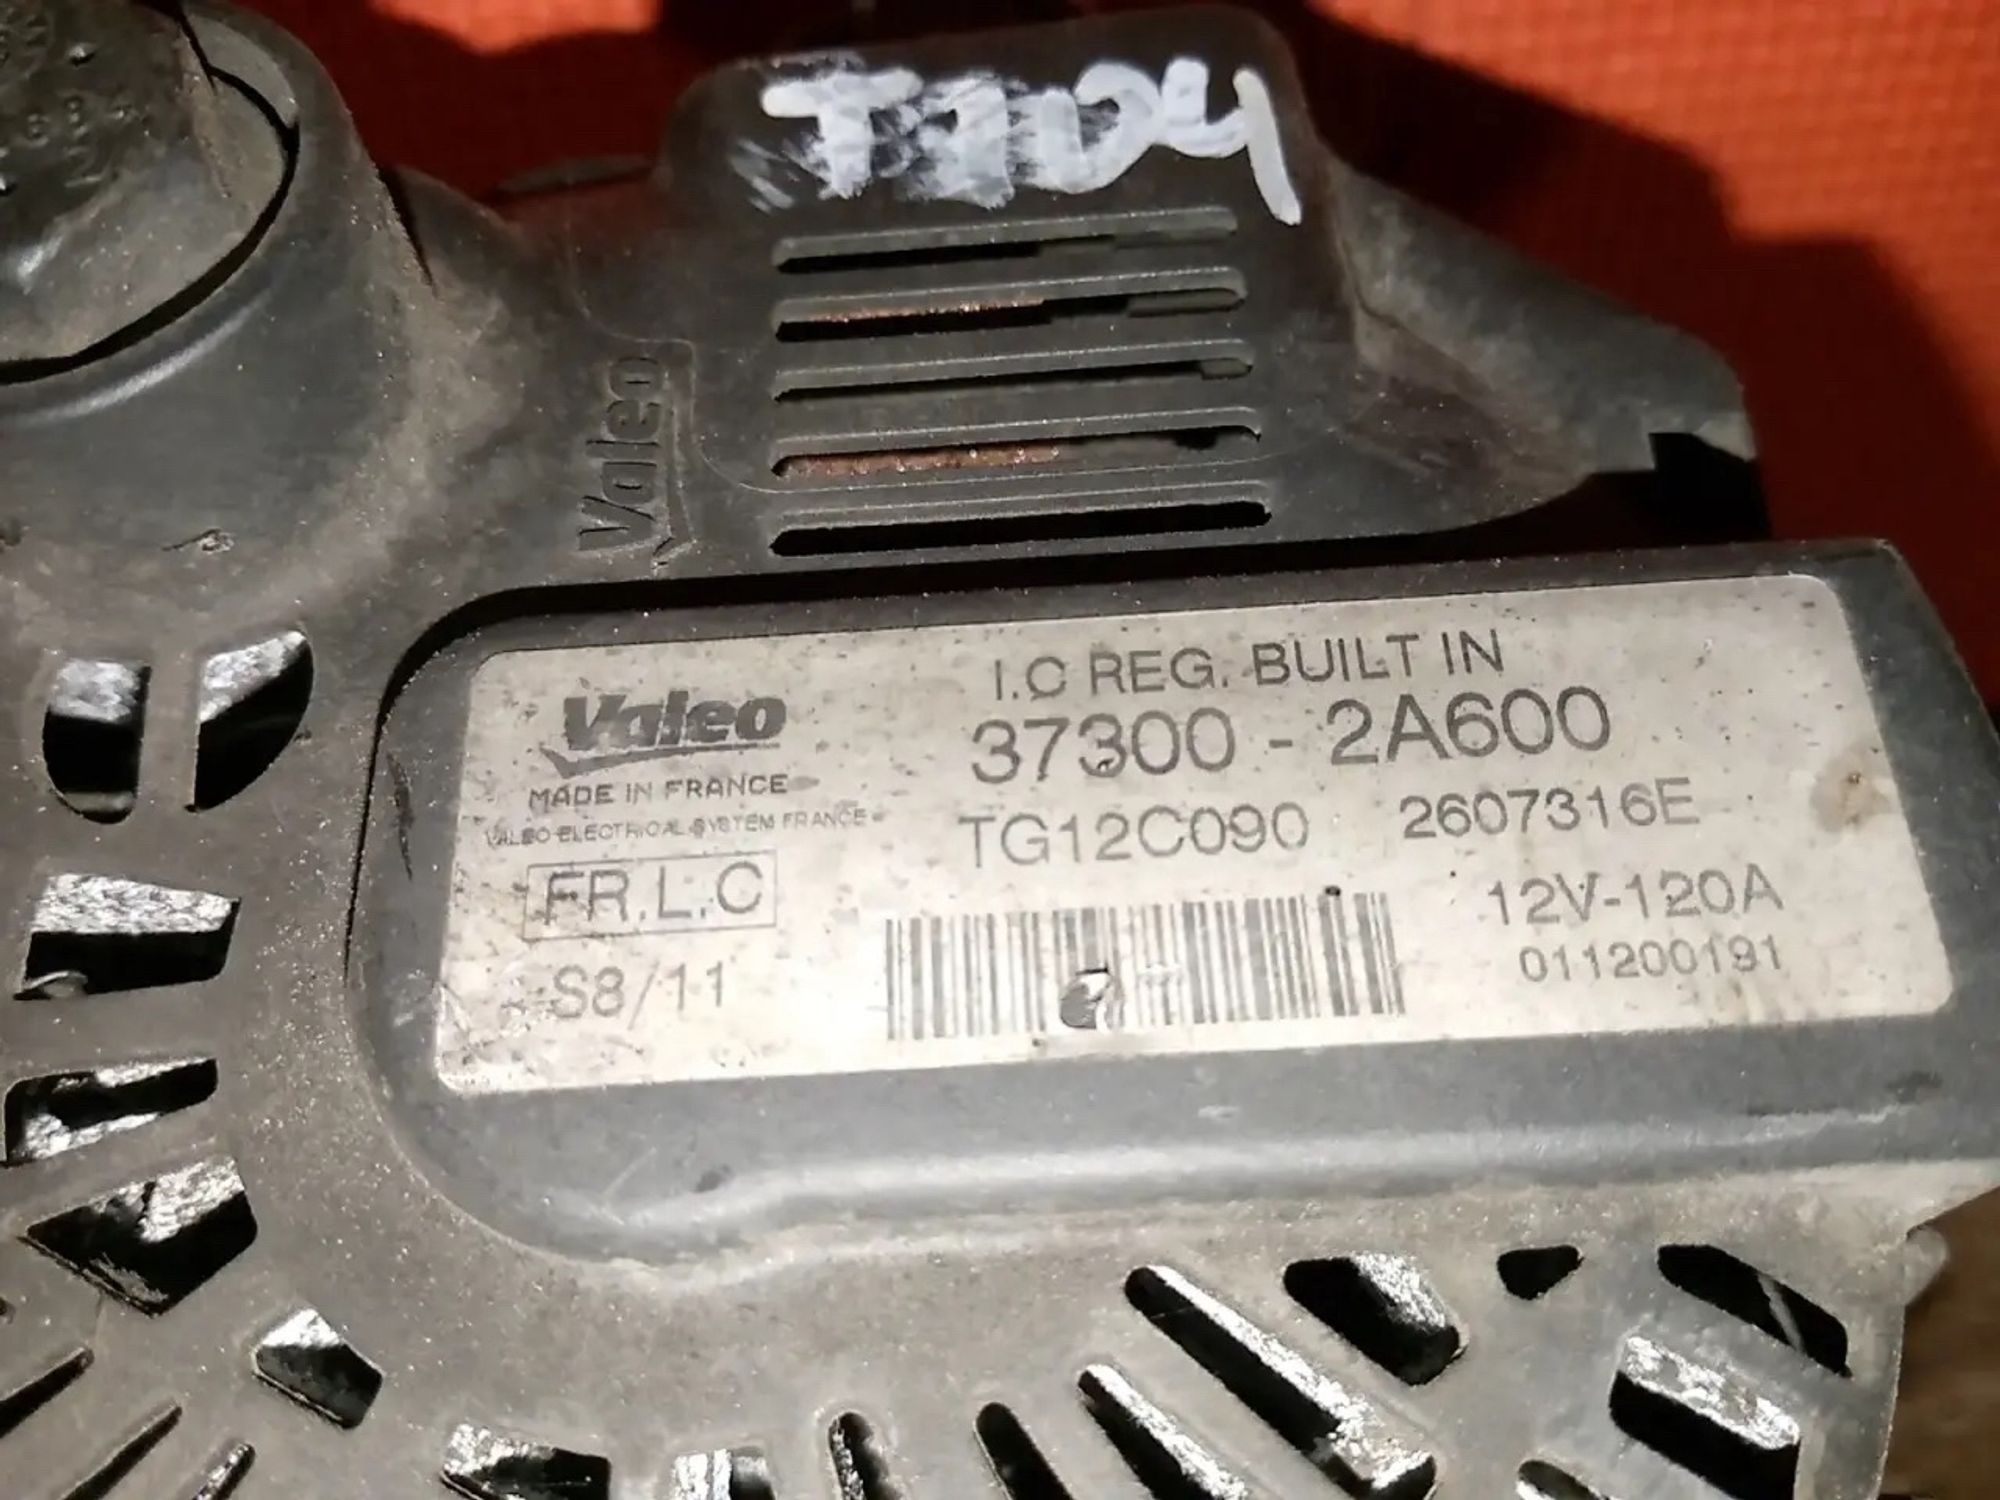 Valeo
I.C REG. BUILT IN
Valeo
37300 - 2A600
MADE IN FRANCE
VALEO ELECTRICAL SYSTEM FRANCE
TG12C090 2607316E
FR.L.C
12V-120A
S8/11
011200191